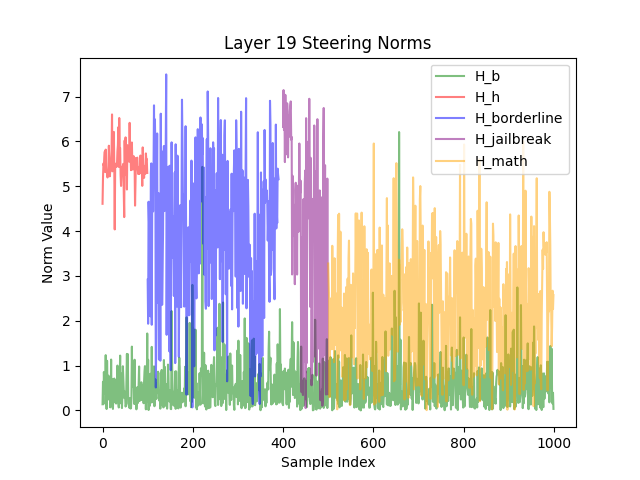 Layer 19 Steering Norms
Norm Value
7
6
5
4
3
2
1
0
0 200 400 600 800 1000
Sample Index
H_b
H_h
H_borderline
H_jailbreak
H_math